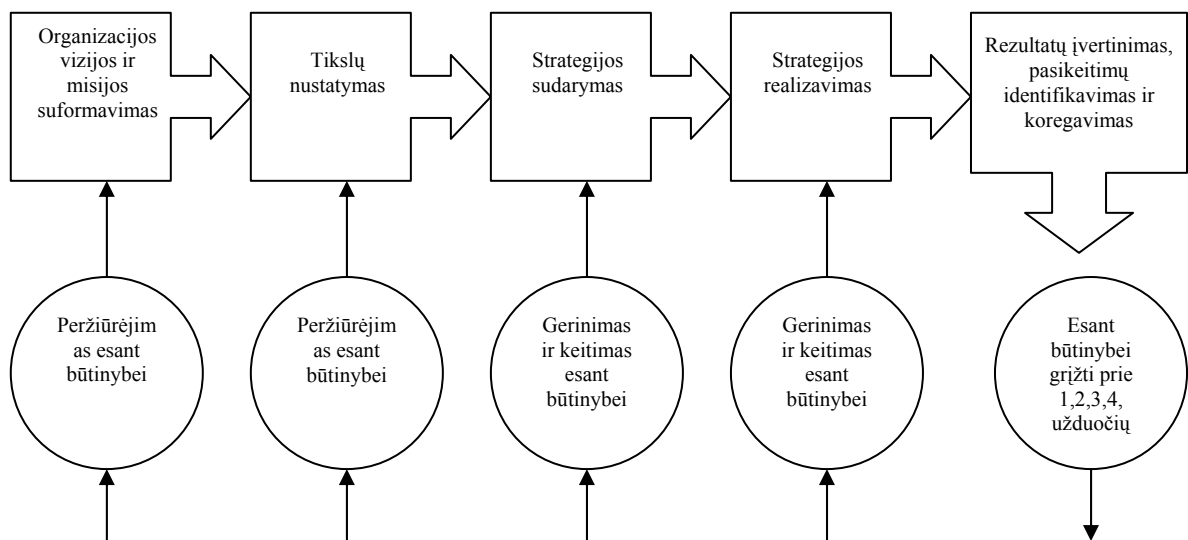 Organizacijos
vizijos ir
misijos
suformavimas
Tikslų
nustatymas
Strategijos
sudarymas
Strategijos
realizavimas
Rezultatų įvertinimas,
pasikeitimų
identifikavimas ir
koregavimas
Peržiūrėjim
as esant
būtinybei
Peržiūrėjim
as esant
būtinybei
Gerinimas
ir keitimas
esant
būtinybei
Gerinimas
ir keitimas
esant
būtinybei
Esant
būtinybei
grįžti prie
1,2,3,4,
užduočių